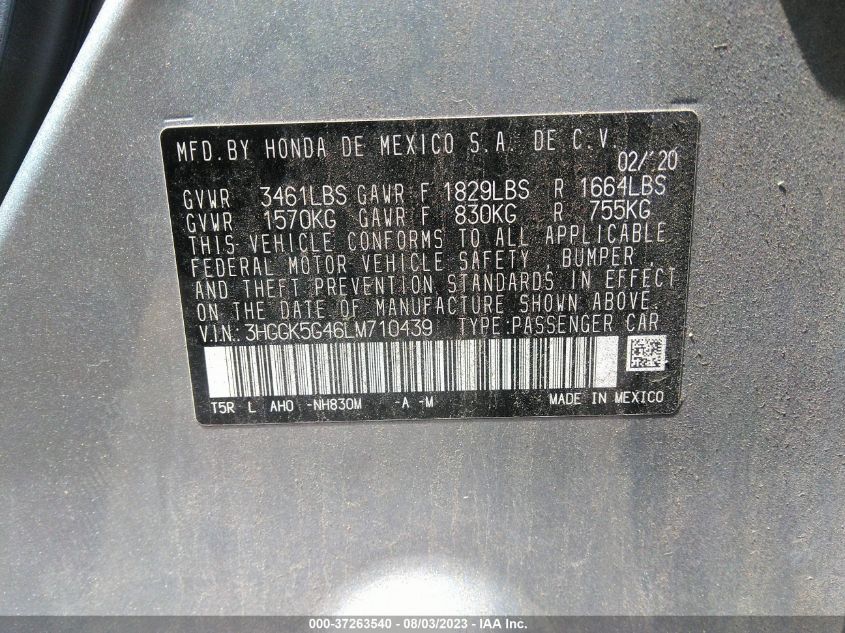 MFD. BY HONDA DE MEXICO S.A. DE C.V.
02/'20
GVWR 3461LBS GAWR F 1829LBS R 1664LBS
GVWR 1570KG GAWR F 830KG R 755KG
THIS VEHICLE CONFORMS TO ALL APPLICABLE
FEDERAL MOTOR VEHICLE SAFETY, BUMPER,
AND THEFT PREVENTION STANDARDS IN EFFECT
ON THE DATE OF MANUFACTURE SHOWN ABOVE.
V.I.N.: 3HGGK5G46LM710439 TYPE:PASSENGER CAR
T5R L AHO -NH830M -A -M MADE IN MEXICO
000-37263540 - 08/03/2023 - © IAA, Inc.